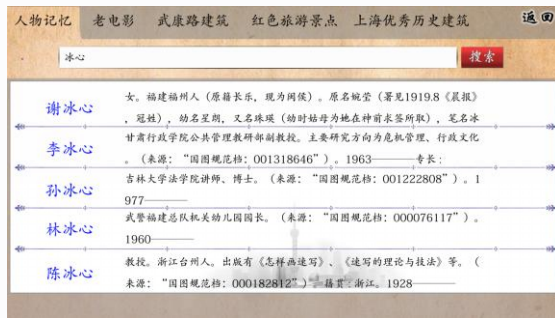 人物记忆 老电影 武康路建筑 红色旅游景点 上海优秀历史建筑 返回
冰心 搜索
谢冰心
女。福建福州人（原籍长乐，现为闽侯）。原名婉莹（署见1919.8《晨报》
，冠姓），幼名呈朗，又名珠瑛（幼时姑母为她在神前求签所取），笔名冰
李冰心
甘肃行政学院公共管理教研部副教授。主要研究方向为危机管理、行政文化
。（来源：“国图规范档：001318646”）。1963————专长：
孙冰心
吉林大学法学院讲师、博士。（来源：“国图规范档：001222808”）。1
977————
林冰心
武警福建总队机关幼儿园园长。（来源：“国图规范档：000076117”）。
1960————
陈冰心
教授。浙江台州人。出版有《怎样画速写》、《速写的理论与技法》等。（
来源：“国图规范档：000182812”）。籍贯：浙江。1928————